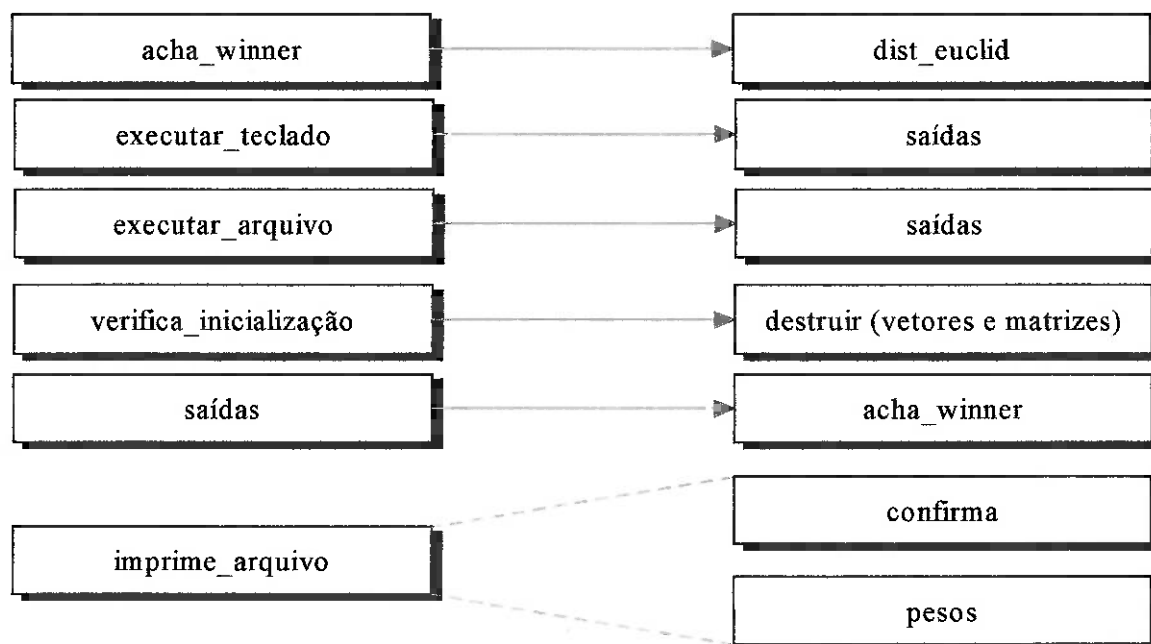 acha_winner
dist_euclid
executar_teclado
saídas
executar_arquivo
saídas
verifica_inicialização
destruir (vetores e matrizes)
saídas
acha_winner
imprime_arquivo
confirma
pesos